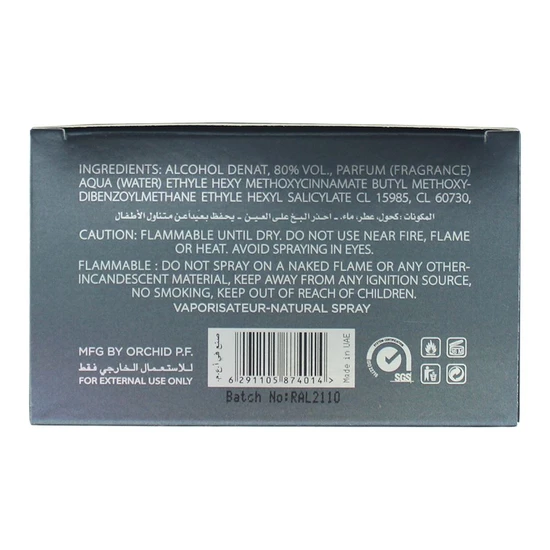 INGREDIENTS: ALCOHOL DENAT, 80% VOL., PARFUM (FRAGRANCE)
AQUA (WATER) ETHYLE HEXY METHOXYCINNAMATE BUTYL METHOXY-
DIBENZOYLMETHANE ETHYLE HEXYL SALICYLATE CL 15985, CL 60730,
المكونات: كحول، عطر، ماء. - احذر البخ على العين - يحفظ بعيدا عن متناول الأطفال
CAUTION: FLAMMABLE UNTIL DRY. DO NOT USE NEAR FIRE, FLAME
OR HEAT. AVOID SPRAYING IN EYES.
FLAMMABLE : DO NOT SPRAY ON A NAKED FLAME OR ANY OTHER-
INCANDESCENT MATERIAL, KEEP AWAY FROM ANY IGNITION SOURCE,
NO SMOKING, KEEP OUT OF REACH OF CHILDREN.
VAPORISATEUR-NATURAL SPRAY
MFG BY ORCHID P.F.
للاستعمال الخارجي فقط
FOR EXTERNAL USE ONLY
صنع في أ.ع.م.
6 291105 874014 >
Made in UAE
SGS
Batch No:RAL2110